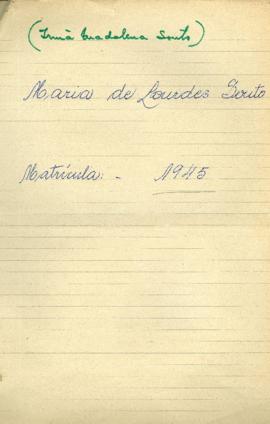 (Irmã Madalena Souto)
Maria de Lourdes Souto
Matrícula: - 1945